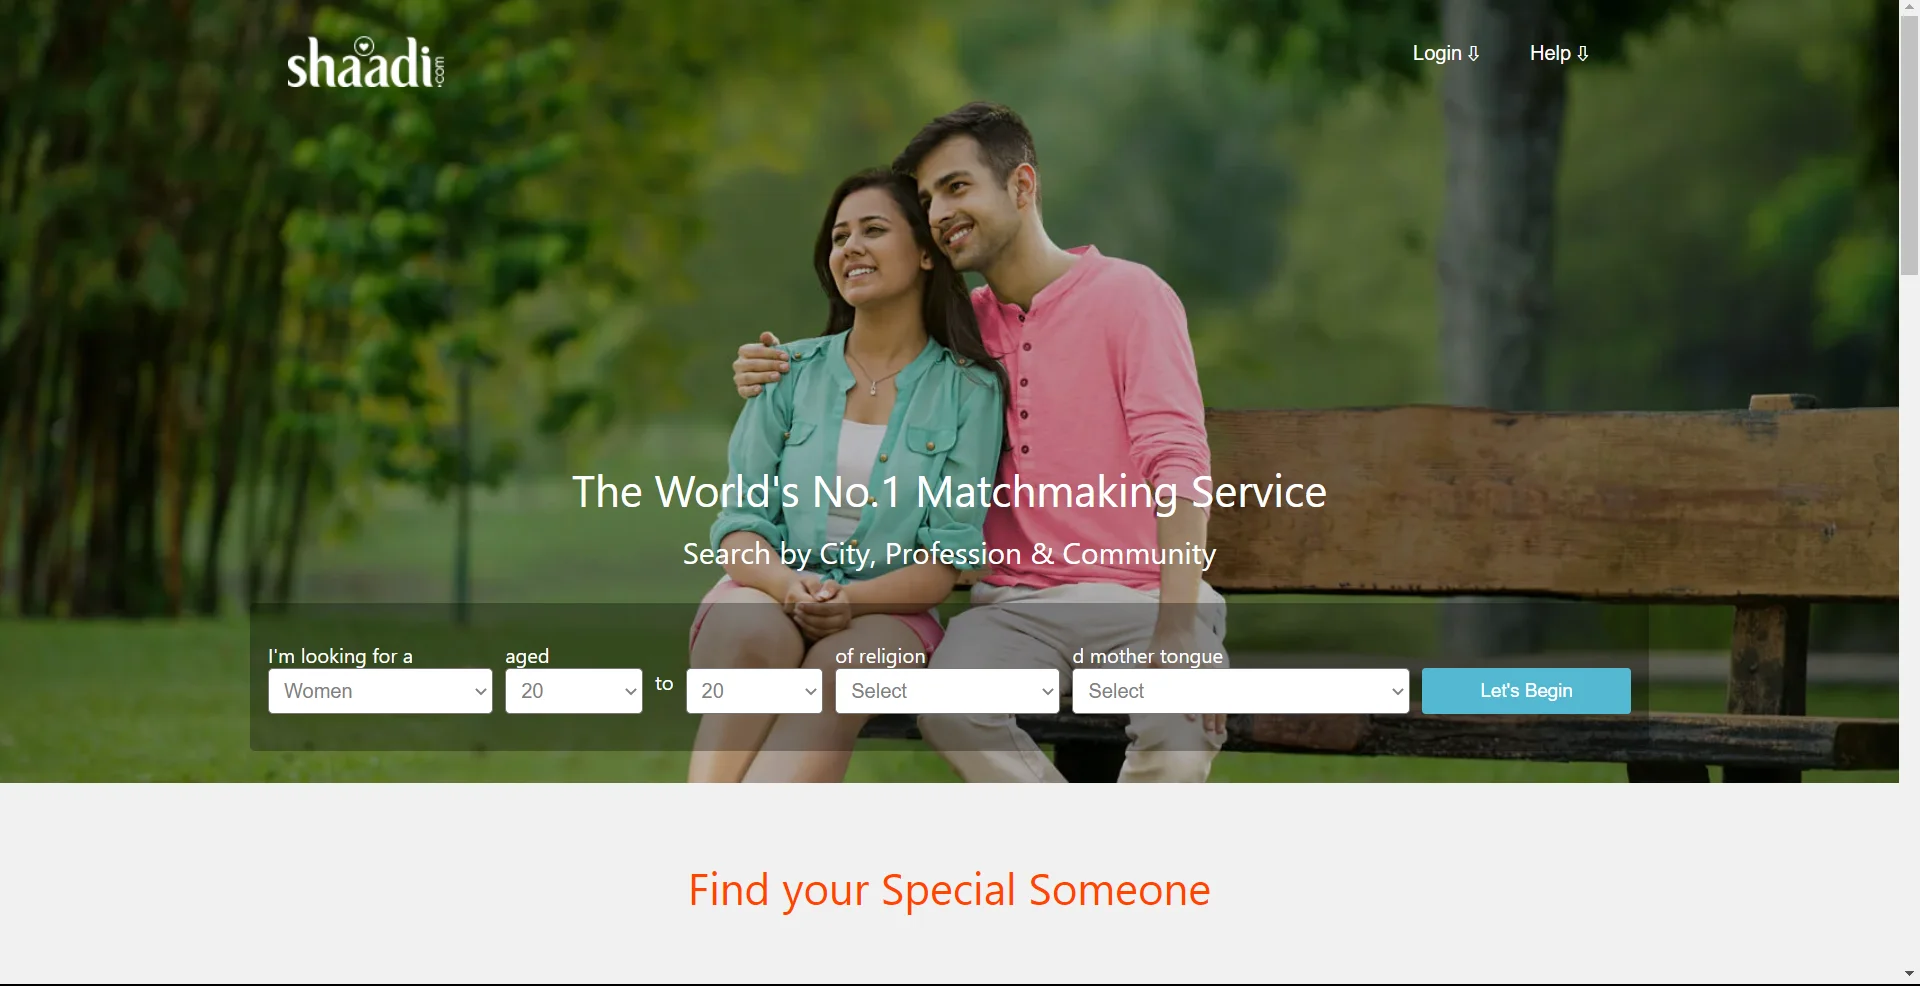 shaadi.com
Login ⇩ Help ⇩
The World's No.1 Matchmaking Service
Search by City, Profession & Community
I'm looking for a aged of religion d mother tongue
Women 20 to 20 Select Select Let's Begin
Find your Special Someone